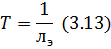 T = 1/лэ (3.13)